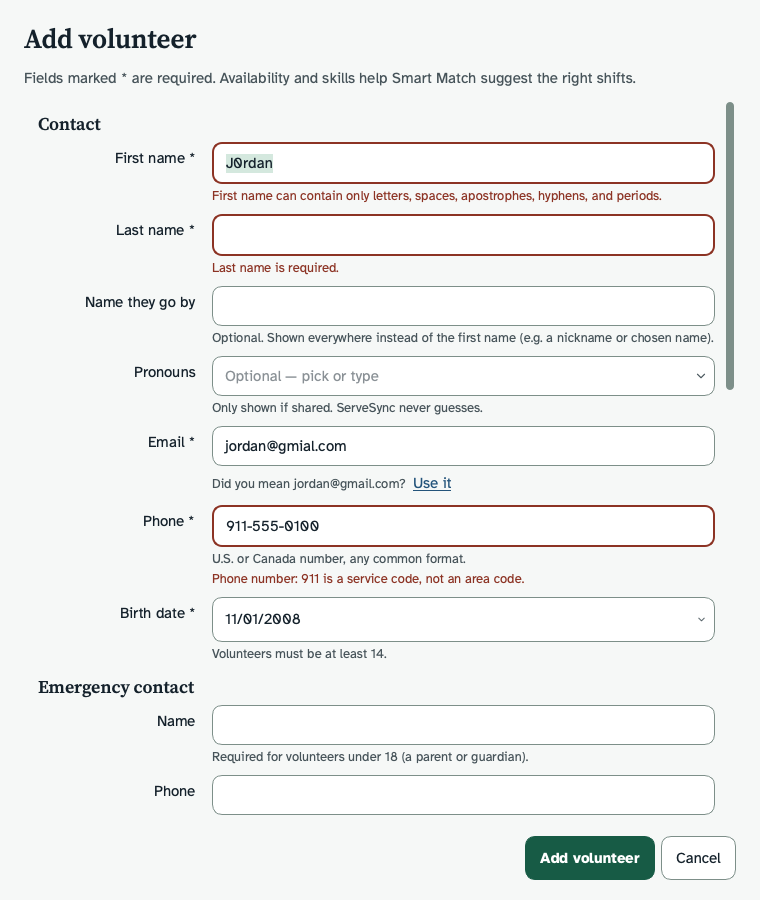 Add volunteer
Fields marked * are required. Availability and skills help Smart Match suggest the right shifts.
Contact
First name *
J0rdan
First name can contain only letters, spaces, apostrophes, hyphens, and periods.
Last name *
Last name is required.
Name they go by
Optional. Shown everywhere instead of the first name (e.g. a nickname or chosen name).
Pronouns
Optional — pick or type
Only shown if shared. ServeSync never guesses.
Email *
jordan@gmial.com
Did you mean jordan@gmail.com? Use it
Phone *
911-555-0100
U.S. or Canada number, any common format.
Phone number: 911 is a service code, not an area code.
Birth date *
11/01/2008
Volunteers must be at least 14.
Emergency contact
Name
Required for volunteers under 18 (a parent or guardian).
Phone
Add volunteer
Cancel